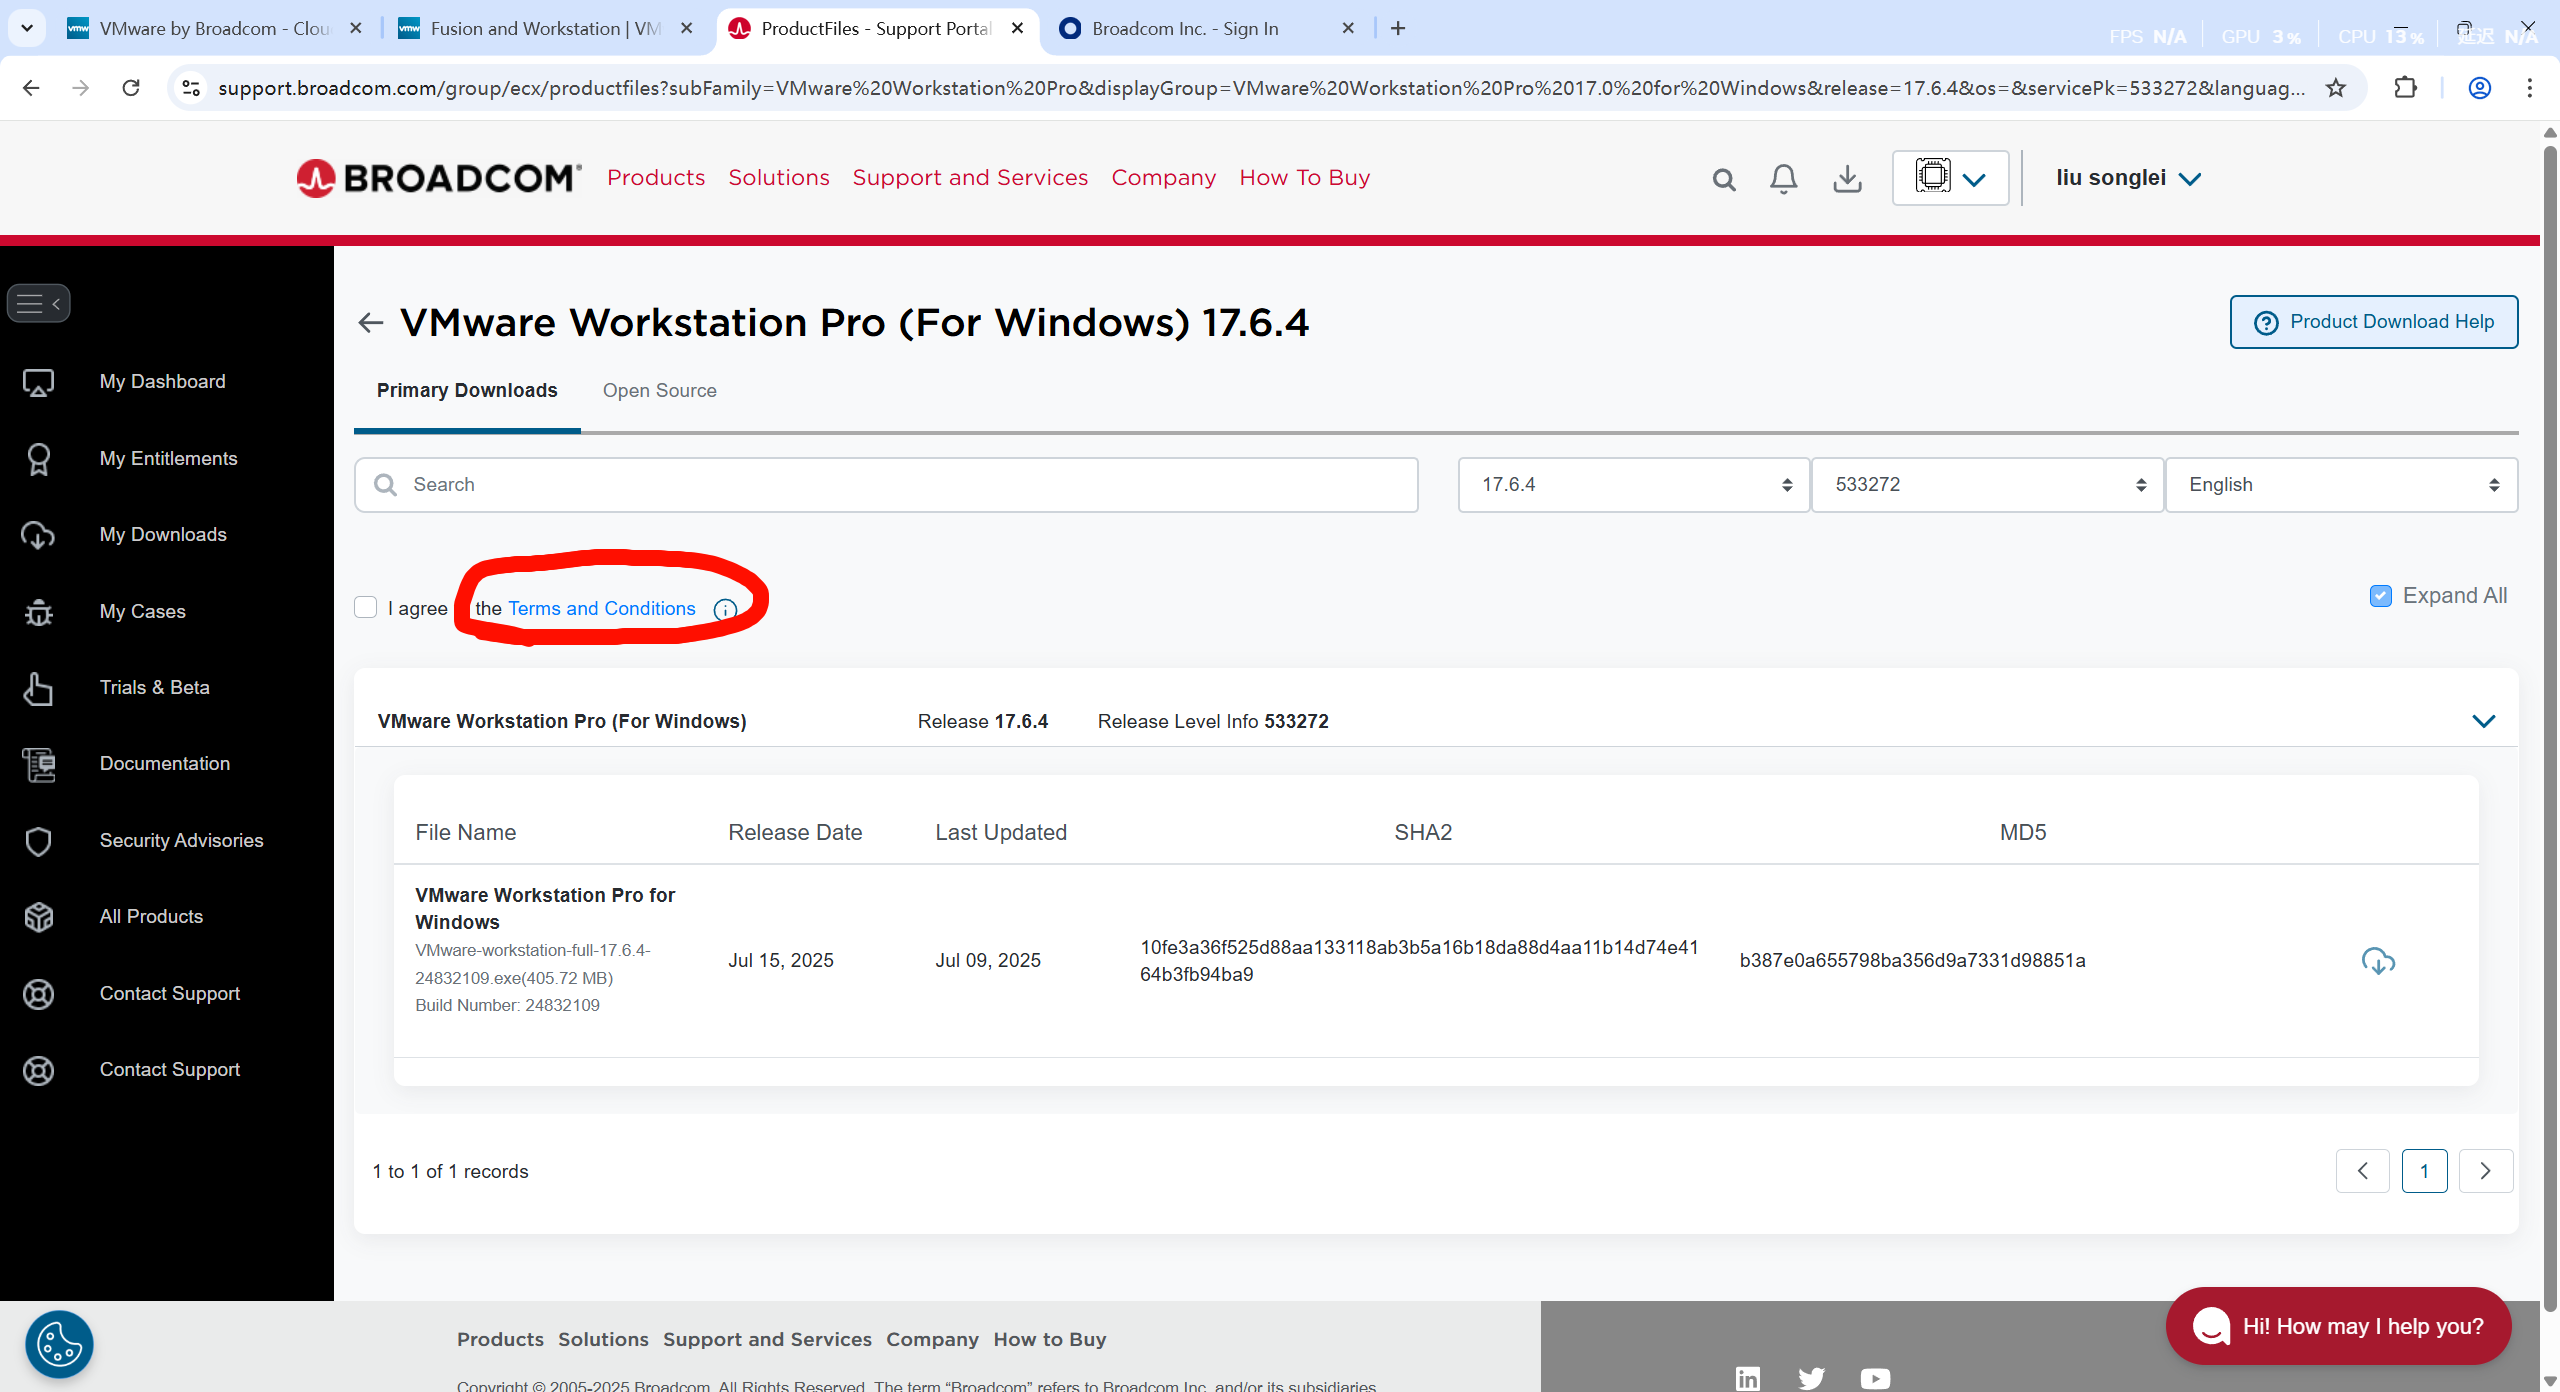 VMware by Broadcom - Clou
Fusion and Workstation | VM
ProductFiles - Support Portal
Broadcom Inc. - Sign In
FPS N/A GPU 3% CPU 13% 延迟 N/A
support.broadcom.com/group/ecx/productfiles?subFamily=VMware%20Workstation%20Pro&displayGroup=VMware%20Workstation%20Pro%2017.0%20for%20Windows&release=17.6.4&os=&servicePk=533272&languag...
BROADCOM
Products Solutions Support and Services Company How To Buy
liu songlei
My Dashboard
My Entitlements
My Downloads
My Cases
Trials & Beta
Documentation
Security Advisories
All Products
Contact Support
Contact Support
VMware Workstation Pro (For Windows) 17.6.4
Product Download Help
Primary Downloads Open Source
Search
17.6.4
533272
English
I agree the Terms and Conditions
Expand All
VMware Workstation Pro (For Windows) Release 17.6.4 Release Level Info 533272
File Name Release Date Last Updated SHA2 MD5
VMware Workstation Pro for
Windows
VMware-workstation-full-17.6.4-
24832109.exe(405.72 MB)
Build Number: 24832109
Jul 15, 2025
Jul 09, 2025
10fe3a36f525d88aa133118ab3b5a16b18da88d4aa11b14d74e41
64b3fb94ba9
b387e0a655798ba356d9a7331d98851a
1 to 1 of 1 records
1
Hi! How may I help you?
Products Solutions Support and Services Company How to Buy
Copyright © 2005-2025 Broadcom. All Rights Reserved. The term “Broadcom” refers to Broadcom Inc. and/or its subsidiaries.